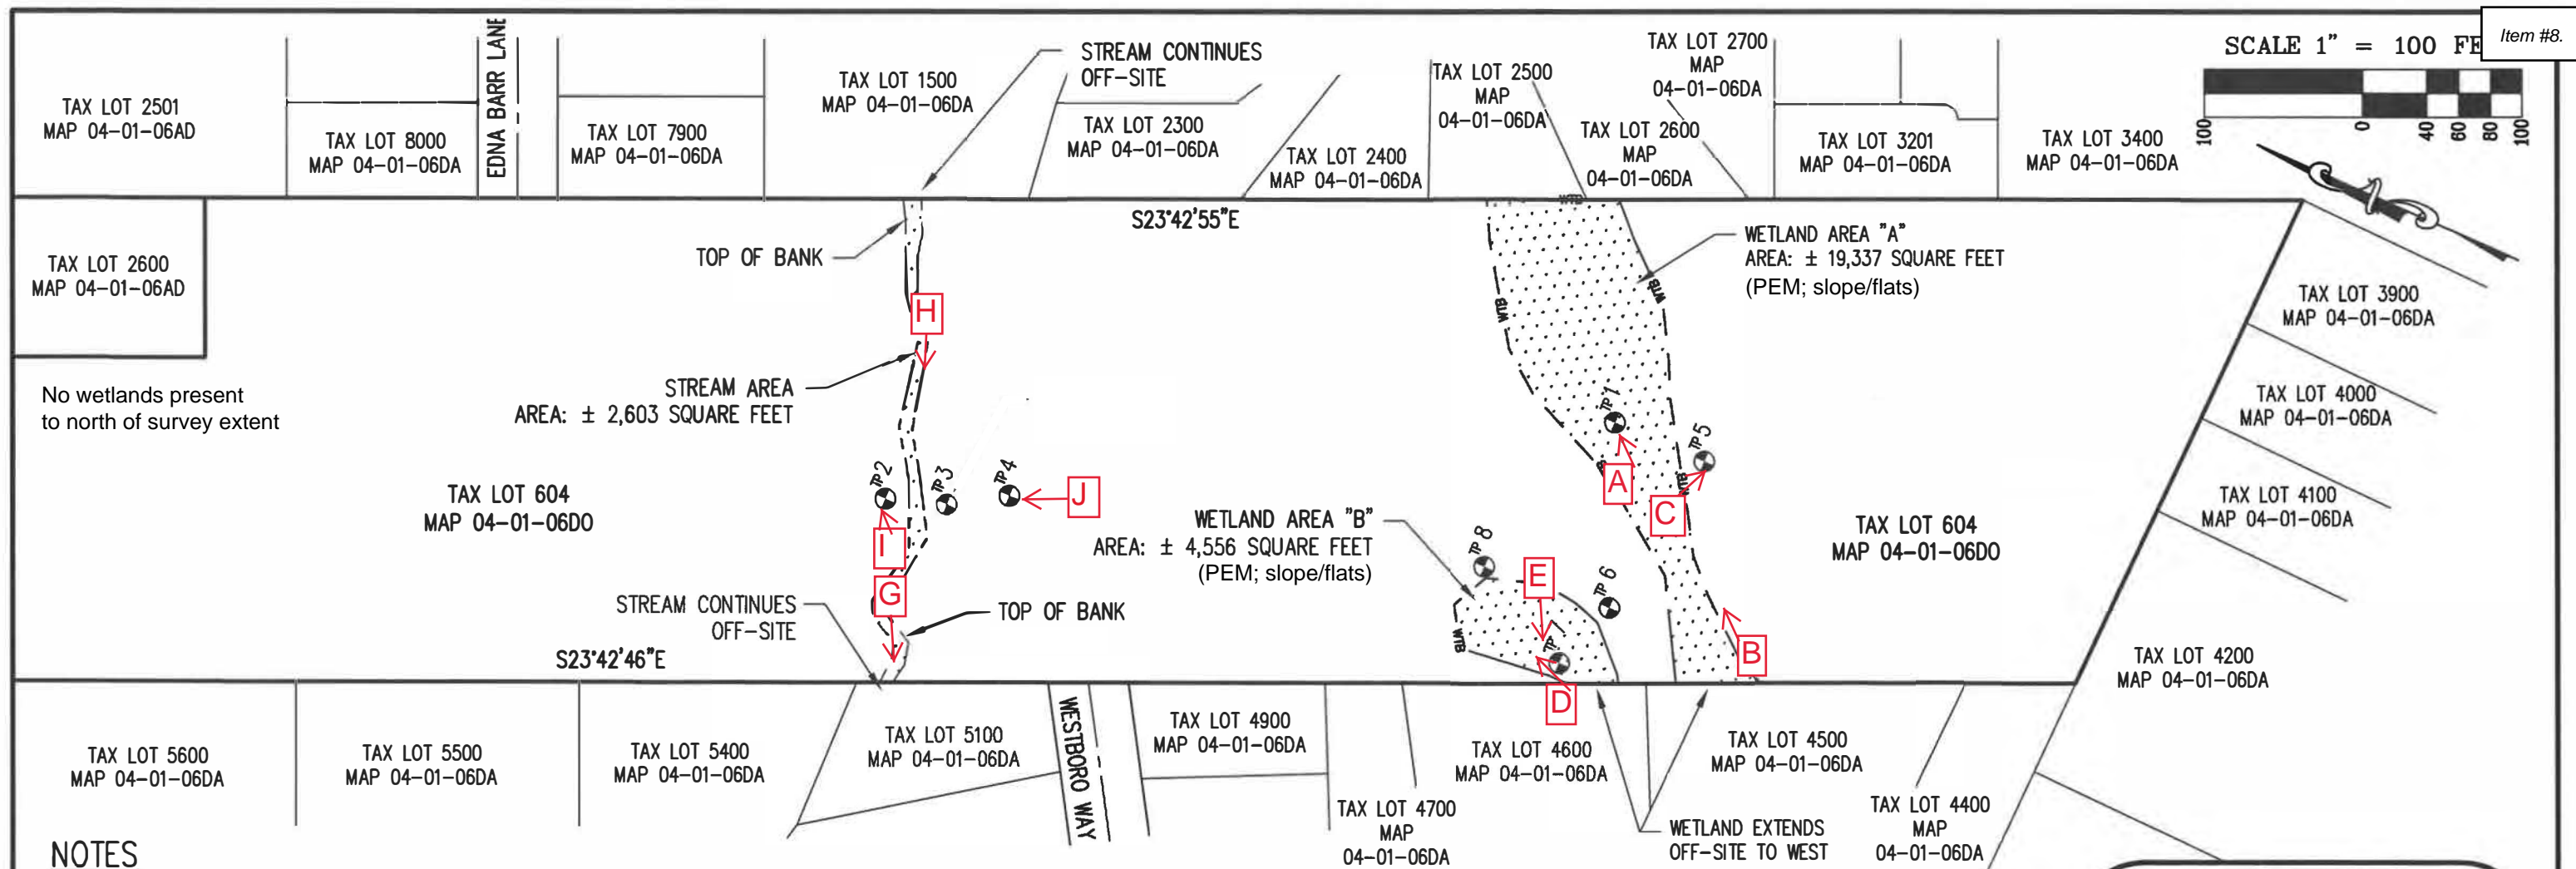 Item #8.
SCALE 1" = 100 FE
100
0
40
60
80
100
TAX LOT 2501
MAP 04-01-06AD
TAX LOT 8000
MAP 04-01-06DA
EDNA BARR LANE
TAX LOT 7900
MAP 04-01-06DA
TAX LOT 1500
MAP 04-01-06DA
STREAM CONTINUES
OFF-SITE
TAX LOT 2300
MAP 04-01-06DA
TAX LOT 2400
MAP 04-01-06DA
TAX LOT 2500
MAP
04-01-06DA
TAX LOT 2700
MAP
04-01-06DA
TAX LOT 2600
MAP
04-01-06DA
TAX LOT 3201
MAP 04-01-06DA
TAX LOT 3400
MAP 04-01-06DA
TAX LOT 2600
MAP 04-01-06AD
No wetlands present
to north of survey extent
TOP OF BANK
S23°42'55"E
WTB
WETLAND AREA "A"
AREA: ± 19,337 SQUARE FEET
(PEM; slope/flats)
WTB
WTB
H
STREAM AREA
AREA: ± 2,603 SQUARE FEET
TAX LOT 3900
MAP 04-01-06DA
TAX LOT 4000
MAP 04-01-06DA
TAX LOT 4100
MAP 04-01-06DA
TAX LOT 4200
MAP 04-01-06DA
TAX LOT 604
MAP 04-01-06DO
TP2
TP3
TP4
J
I
G
TP1
A
TP5
WTB
C
TAX LOT 604
MAP 04-01-06DO
WETLAND AREA "B"
AREA: ± 4,556 SQUARE FEET
(PEM; slope/flats)
TP8
E
TP6
WTB
TP7
B
D
STREAM CONTINUES
OFF-SITE
TOP OF BANK
S23°42'46"E
TAX LOT 5600
MAP 04-01-06DA
TAX LOT 5500
MAP 04-01-06DA
TAX LOT 5400
MAP 04-01-06DA
TAX LOT 5100
MAP 04-01-06DA
WESTBORO WAY
TAX LOT 4900
MAP 04-01-06DA
TAX LOT 4700
MAP
04-01-06DA
TAX LOT 4600
MAP 04-01-06DA
TAX LOT 4500
MAP 04-01-06DA
WETLAND EXTENDS
OFF-SITE TO WEST
TAX LOT 4400
MAP
04-01-06DA
NOTES